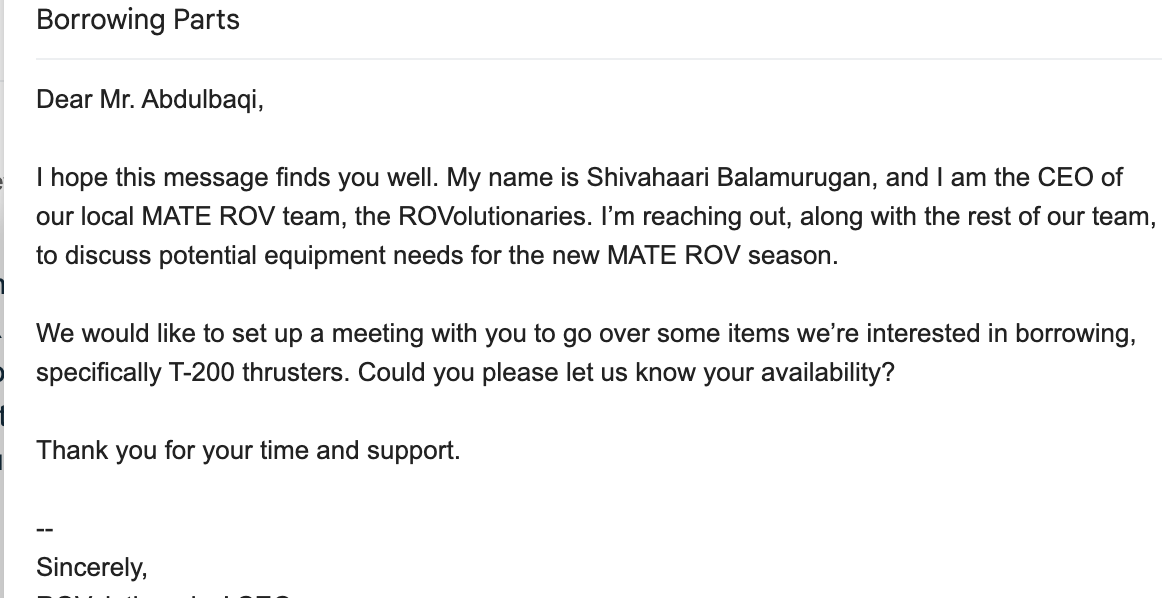 Borrowing Parts
Dear Mr. Abdulbaqi,
I hope this message finds you well. My name is Shivahaari Balamurugan, and I am the CEO of
our local MATE ROV team, the ROVolutionaries. I’m reaching out, along with the rest of our team,
to discuss potential equipment needs for the new MATE ROV season.
We would like to set up a meeting with you to go over some items we’re interested in borrowing,
specifically T-200 thrusters. Could you please let us know your availability?
Thank you for your time and support.
--
Sincerely,